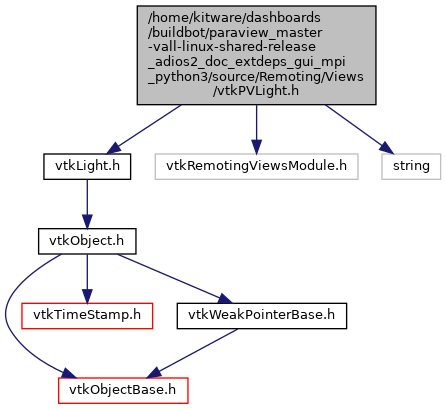 /home/kitware/dashboards
/buildbot/paraview_master
-vall-linux-shared-release
_adios2_doc_extdeps_gui_mpi
_python3/source/Remoting/Views
/vtkPVLight.h
vtkLight.h
vtkRemotingViewsModule.h
string
vtkObject.h
vtkTimeStamp.h
vtkWeakPointerBase.h
vtkObjectBase.h